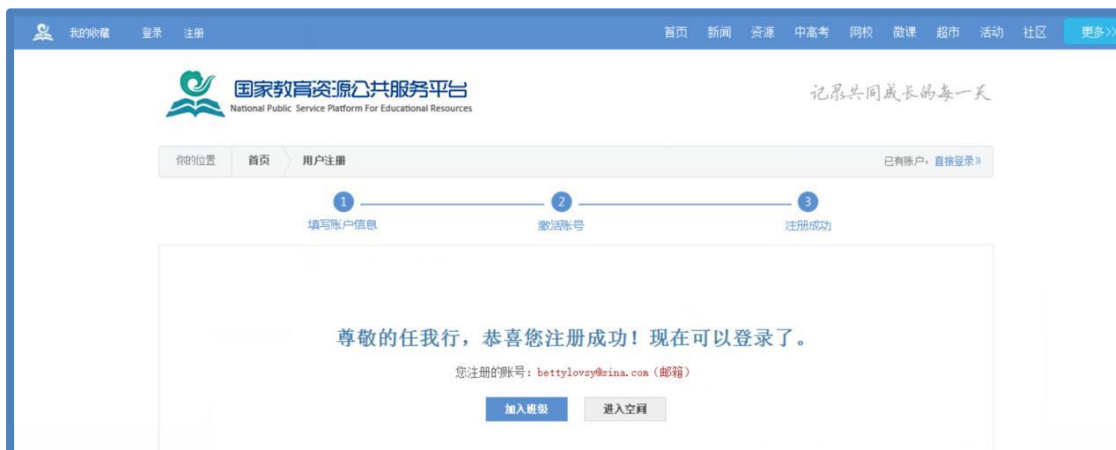 我的收藏 登录 注册 首页 新闻 资源 中高考 网校 微课 超市 活动 社区 更多>>
国家教育资源公共服务平台
National Public Service Platform For Educational Resources
记录共同成长的每一天
你的位置 首页 用户注册 已有账户，直接登录»
1 2 3
填写账户信息 激活账号 注册成功
尊敬的任我行，恭喜您注册成功！现在可以登录了。
您注册的账号：bettylovsy@sina.com（邮箱）
加入班级 进入空间